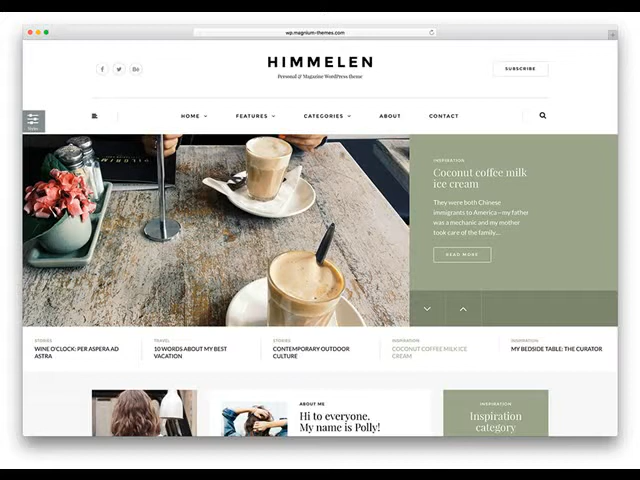 wp.magnium-themes.com
HIMMELEN
Personal & Magazine WordPress theme
SUBSCRIBE
HOME
FEATURES
CATEGORIES
ABOUT
CONTACT
Styles
INSPIRATION
Coconut coffee milk
ice cream
They were both Chinese
immigrants to America—my father
was a mechanic and my mother
took care of the family...
READ MORE
STORIES
WINE O'CLOCK: PER ASPERA AD
ASTRA
TRAVEL
10 WORDS ABOUT MY BEST
VACATION
STORIES
CONTEMPORARY OUTDOOR
CULTURE
INSPIRATION
COCONUT COFFEE MILK ICE
CREAM
INSPIRATION
MY BEDSIDE TABLE: THE CURATOR
ABOUT ME
Hi to everyone.
My name is Polly!
INSPIRATION
Inspiration
category